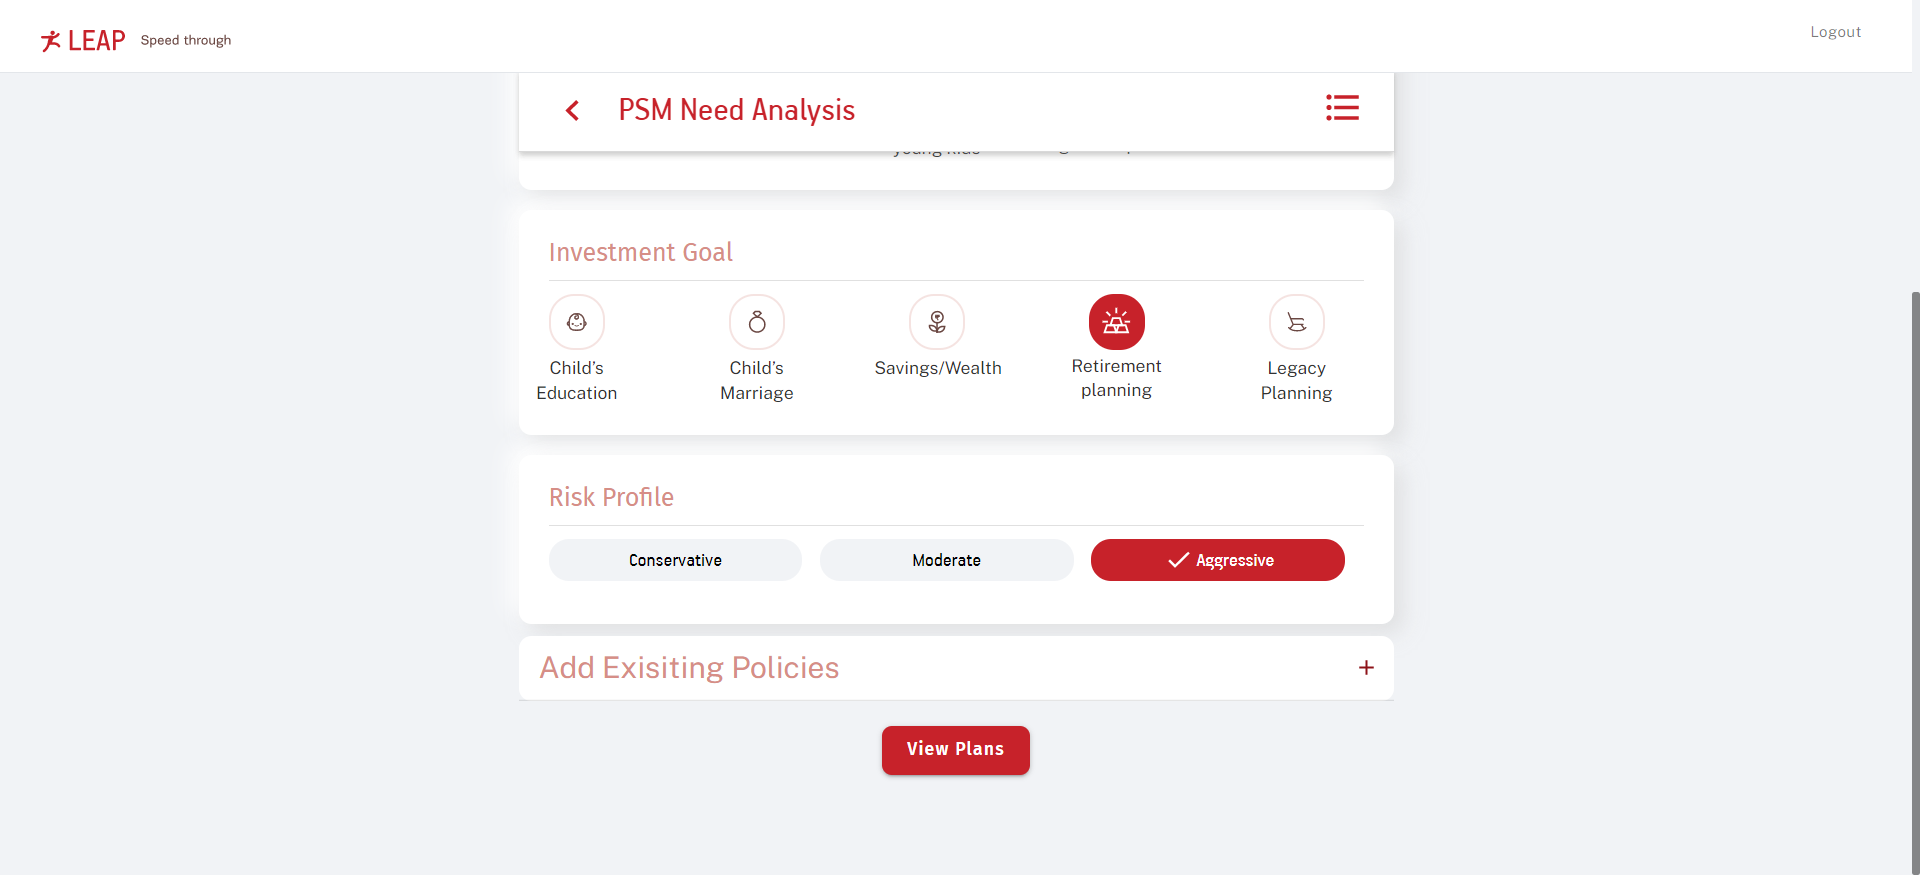 LEAP Speed through
Logout
PSM Need Analysis
Investment Goal
Child's
Education
Child's
Marriage
Savings/Wealth
Retirement
planning
Legacy
Planning
Risk Profile
Conservative
Moderate
Aggressive
Add Exisiting Policies
View Plans